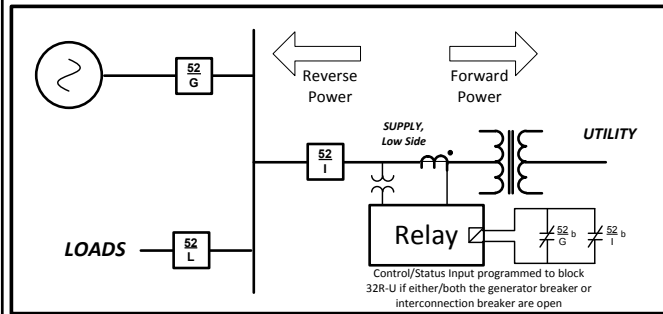 52
G
Reverse
Power
Forward
Power
SUPPLY,
Low Side
UTILITY
52
I
Relay
52 b
G
52 b
I
LOADS
52
L
Control/Status Input programmed to block
32R-U if either/both the generator breaker or
interconnection breaker are open